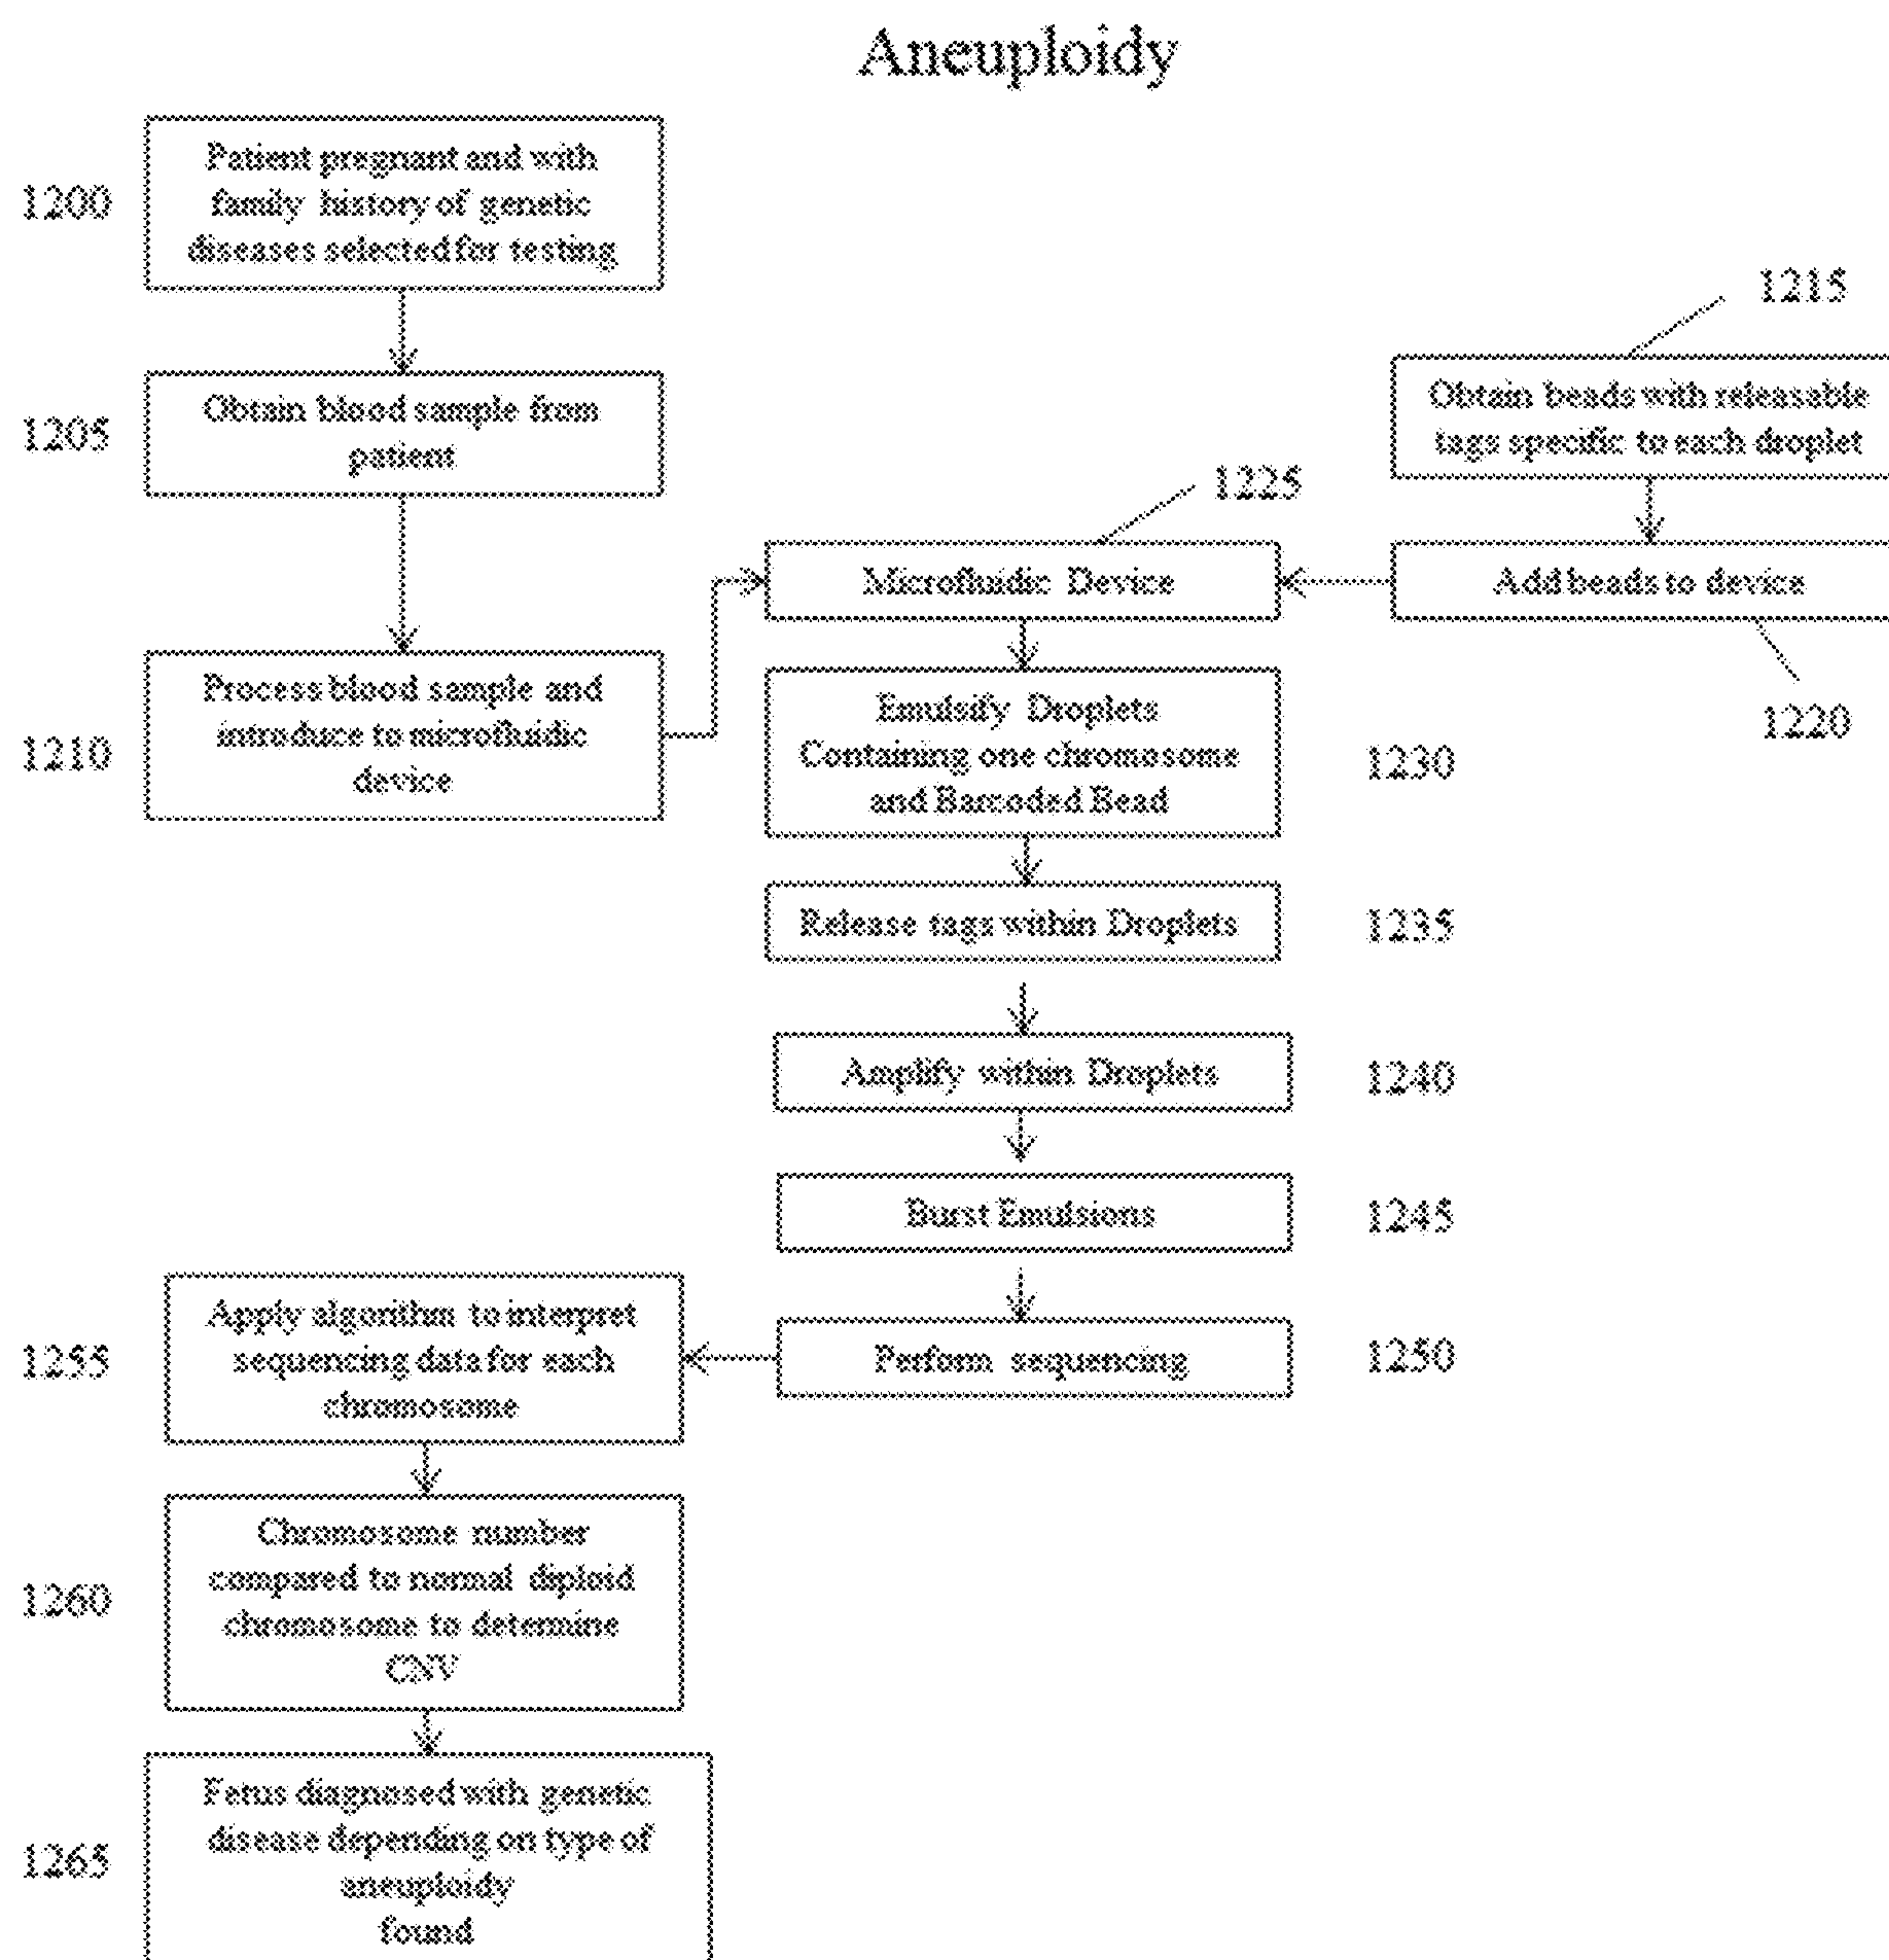 Aneuploidy
1200
Patient pregnant and with
family history of genetic
diseases selected for testing
1205
Obtain blood sample from
patient
1210
Process blood sample and
introduce to microfluidic
device
1215
Obtain beads with releasable
tags specific to each droplet
Add beads to device
1220
1225
Microfluidic Device
Emulsify Droplets
Containing one chromosome
and Barcoded Bead
1230
Release tags within Droplets
1235
Amplify within Droplets
1240
Burst Emulsions
1245
Perform sequencing
1250
1255
Apply algorithm to interpret
sequencing data for each
chromosome
1260
Chromosome number
compared to normal diploid
chromosome to determine
CNV
1265
Fetus diagnosed with genetic
disease depending on type of
aneuploidy
found